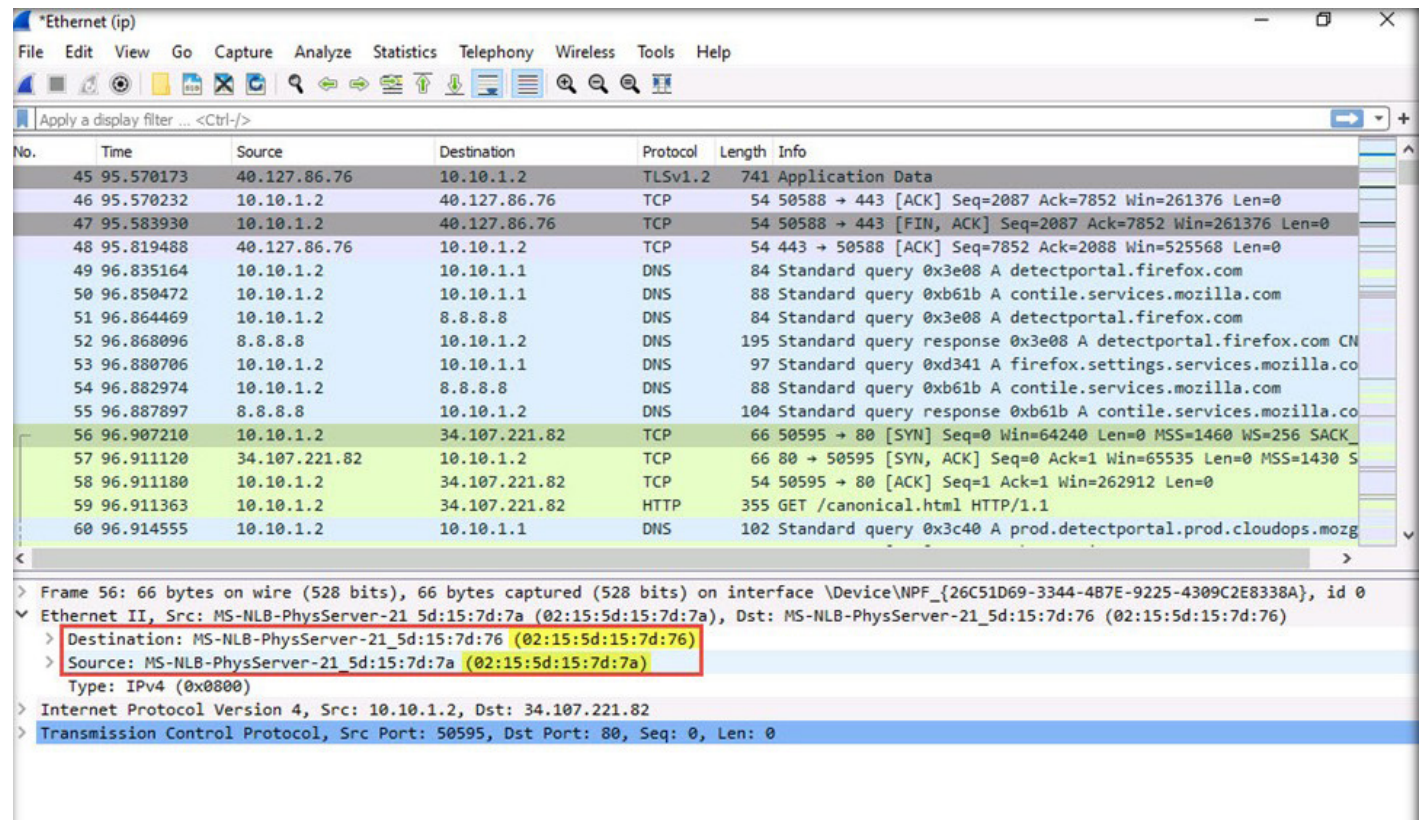 *Ethernet (ip)
File Edit View Go Capture Analyze Statistics Telephony Wireless Tools Help
Apply a display filter ... <Ctrl-/>
No. Time Source Destination Protocol Length Info
45 95.570173 40.127.86.76 10.10.1.2 TLSv1.2 741 Application Data
46 95.570232 10.10.1.2 40.127.86.76 TCP 54 50588 → 443 [ACK] Seq=2087 Ack=7852 Win=261376 Len=0
47 95.583930 10.10.1.2 40.127.86.76 TCP 54 50588 → 443 [FIN, ACK] Seq=2087 Ack=7852 Win=261376 Len=0
48 95.819488 40.127.86.76 10.10.1.2 TCP 54 443 → 50588 [ACK] Seq=7852 Ack=2088 Win=525568 Len=0
49 96.835164 10.10.1.2 10.10.1.1 DNS 84 Standard query 0x3e08 A detectportal.firefox.com
50 96.850472 10.10.1.2 10.10.1.1 DNS 88 Standard query 0xb61b A contile.services.mozilla.com
51 96.864469 10.10.1.2 8.8.8.8 DNS 84 Standard query 0x3e08 A detectportal.firefox.com
52 96.868096 8.8.8.8 10.10.1.2 DNS 195 Standard query response 0x3e08 A detectportal.firefox.com CN
53 96.880706 10.10.1.2 10.10.1.1 DNS 97 Standard query 0xd341 A firefox.settings.services.mozilla.co
54 96.882974 10.10.1.2 8.8.8.8 DNS 88 Standard query 0xb61b A contile.services.mozilla.com
55 96.887897 8.8.8.8 10.10.1.2 DNS 104 Standard query response 0xb61b A contile.services.mozilla.co
56 96.907210 10.10.1.2 34.107.221.82 TCP 66 50595 → 80 [SYN] Seq=0 Win=64240 Len=0 MSS=1460 WS=256 SACK_
57 96.911120 34.107.221.82 10.10.1.2 TCP 66 80 → 50595 [SYN, ACK] Seq=0 Ack=1 Win=65535 Len=0 MSS=1430 S
58 96.911180 10.10.1.2 34.107.221.82 TCP 54 50595 → 80 [ACK] Seq=1 Ack=1 Win=262912 Len=0
59 96.911363 10.10.1.2 34.107.221.82 HTTP 355 GET /canonical.html HTTP/1.1
60 96.914555 10.10.1.2 10.10.1.1 DNS 102 Standard query 0x3c40 A prod.detectportal.prod.cloudops.mozg
Frame 56: 66 bytes on wire (528 bits), 66 bytes captured (528 bits) on interface \Device\NPF_{26C51D69-3344-4B7E-9225-4309C2E8338A}, id 0
Ethernet II, Src: MS-NLB-PhysServer-21_5d:15:7d:7a (02:15:5d:15:7d:7a), Dst: MS-NLB-PhysServer-21_5d:15:7d:76 (02:15:5d:15:7d:76)
Destination: MS-NLB-PhysServer-21_5d:15:7d:76 (02:15:5d:15:7d:76)
Source: MS-NLB-PhysServer-21_5d:15:7d:7a (02:15:5d:15:7d:7a)
Type: IPv4 (0x0800)
Internet Protocol Version 4, Src: 10.10.1.2, Dst: 34.107.221.82
Transmission Control Protocol, Src Port: 50595, Dst Port: 80, Seq: 0, Len: 0